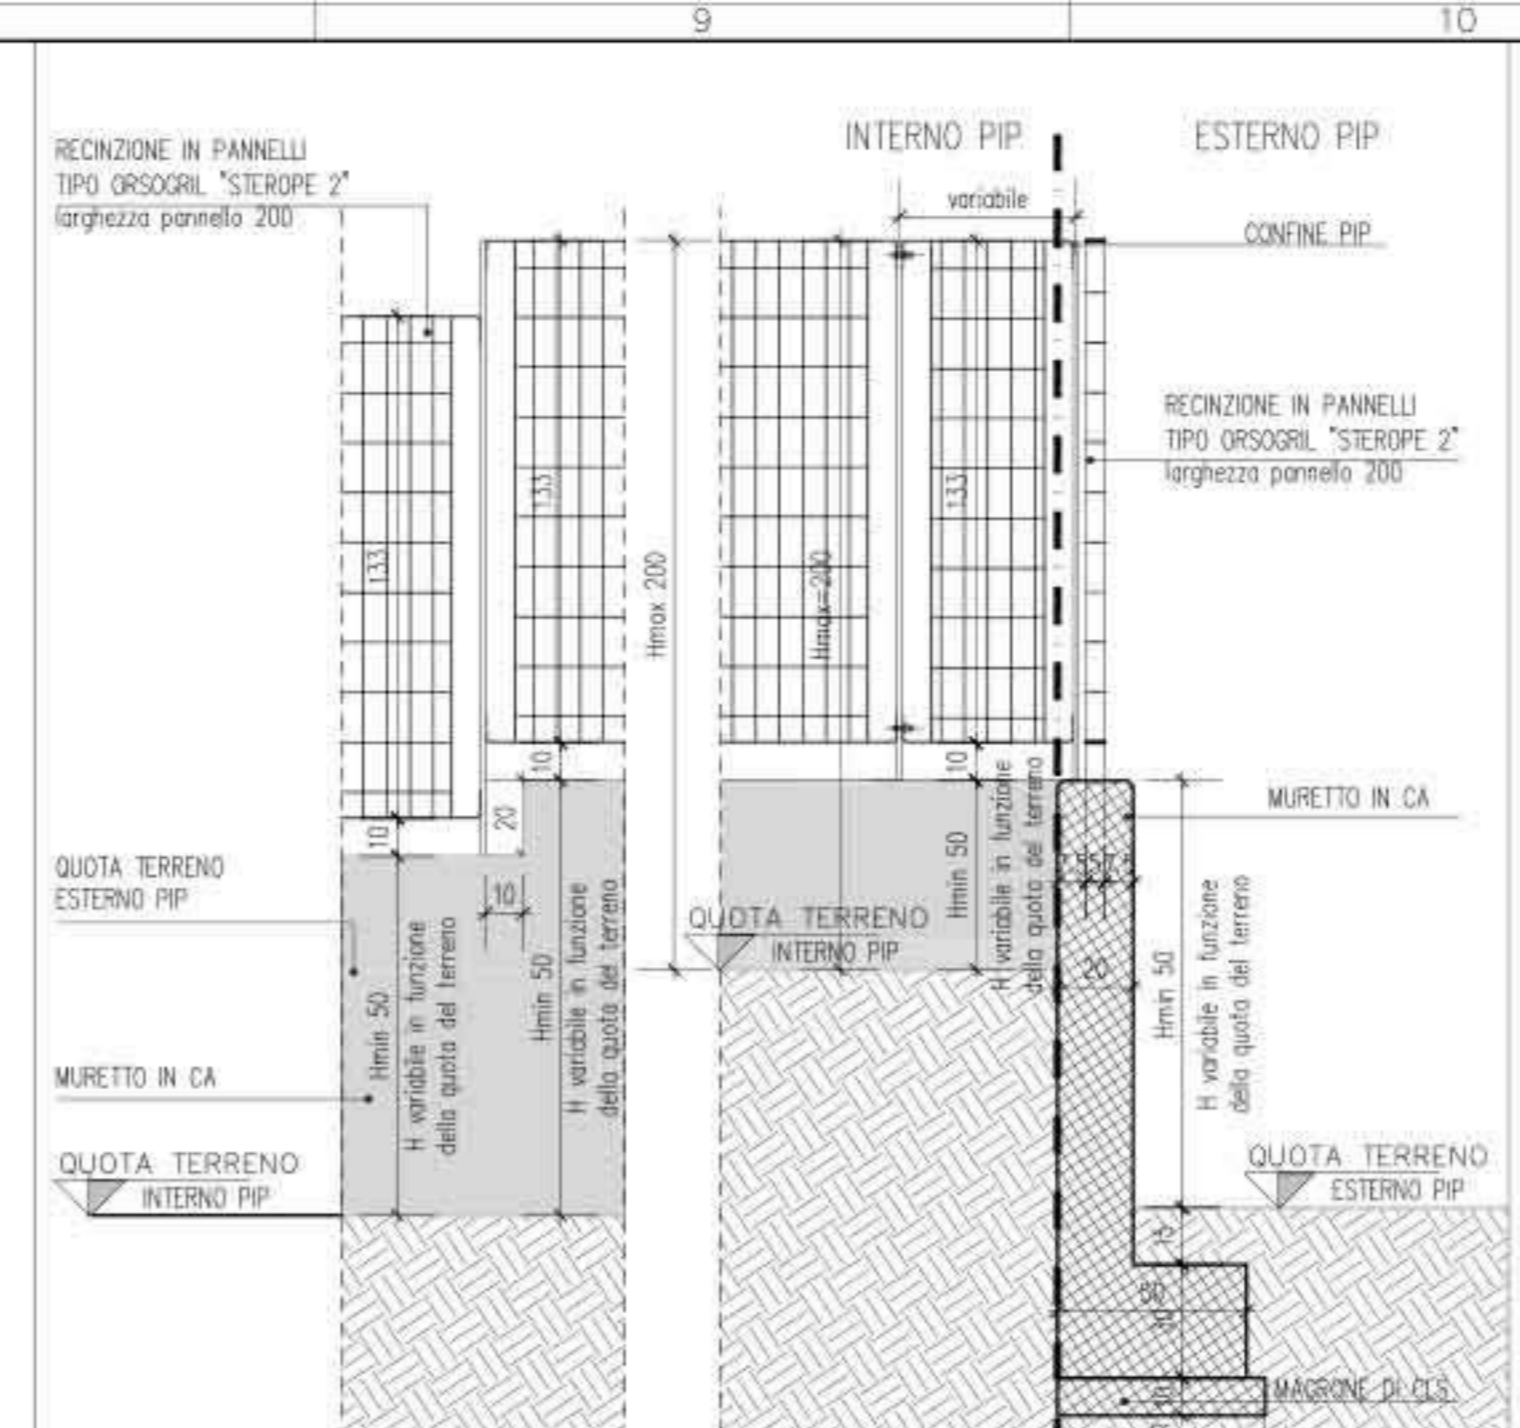 9
10
INTERNO PIP
ESTERNO PIP
RECINZIONE IN PANNELLI
TIPO ORSOGRIL "STEROPE 2"
larghezza pannello 200
variabile
CONFINE PIP
RECINZIONE IN PANNELLI
TIPO ORSOGRIL "STEROPE 2"
larghezza pannello 200
133
133
133
Hmax 200
Hmax=200
10
10
10
20
10
MURETTO IN CA
QUOTA TERRENO
ESTERNO PIP
Hmin 50
H variabile in funzione
della quota del terreno
Hmin 50
H variabile in funzione
della quota del terreno
QUOTA TERRENO
INTERNO PIP
Hmin 50
H variabile in funzione
della quota del terreno
20
Hmin 50
H variabile in funzione
della quota del terreno
MURETTO IN CA
QUOTA TERRENO
INTERNO PIP
QUOTA TERRENO
ESTERNO PIP
15
10
MAGRONE DI CLS